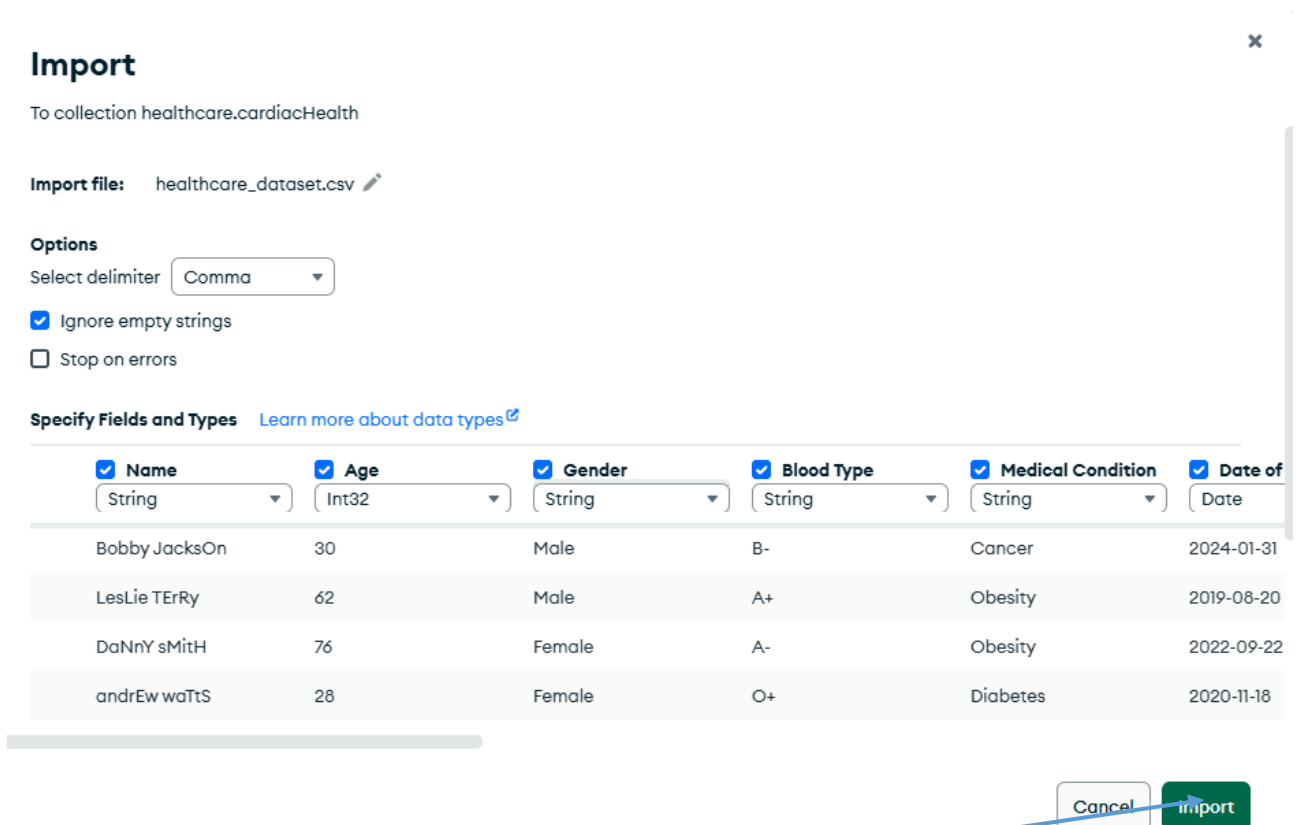 Import
To collection healthcare.cardiacHealth
Import file: healthcare_dataset.csv
Options
Select delimiter Comma
Ignore empty strings
Stop on errors
Specify Fields and Types Learn more about data types
Name Age Gender Blood Type Medical Condition Date of
String Int32 String String String Date
Bobby JacksOn 30 Male B- Cancer 2024-01-31
LesLie TErRy 62 Male A+ Obesity 2019-08-20
DaNnY sMitH 76 Female A- Obesity 2022-09-22
andrEw waTtS 28 Female O+ Diabetes 2020-11-18
Cancel Import